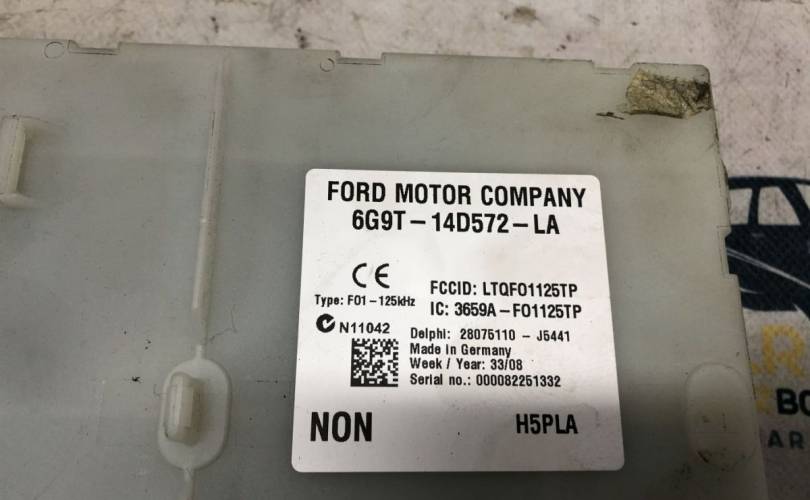 FORD MOTOR COMPANY
6G9T-14D572-LA
CE
FCCID: LTQFO1125TP
Type: F01-125kHz
IC: 3659A-FO1125TP
N11042
Delphi: 28075110 - J5441
Made in Germany
Week / Year: 33/08
Serial no.: 000082251332
NON
H5PLA